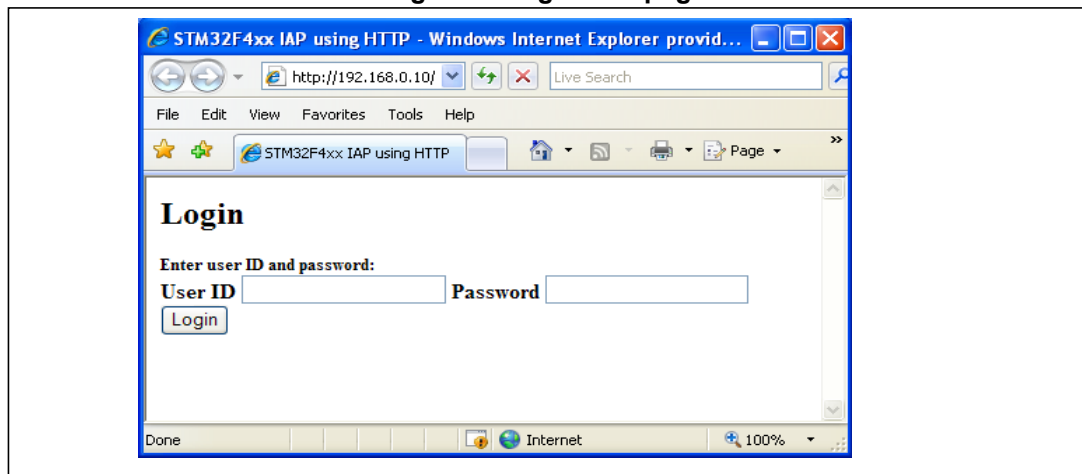 STM32F4xx IAP using HTTP - Windows Internet Explorer provid...
http://192.168.0.10/ Live Search
File Edit View Favorites Tools Help
STM32F4xx IAP using HTTP Page »
Login
Enter user ID and password:
User ID Password
Login
Done Internet 100%